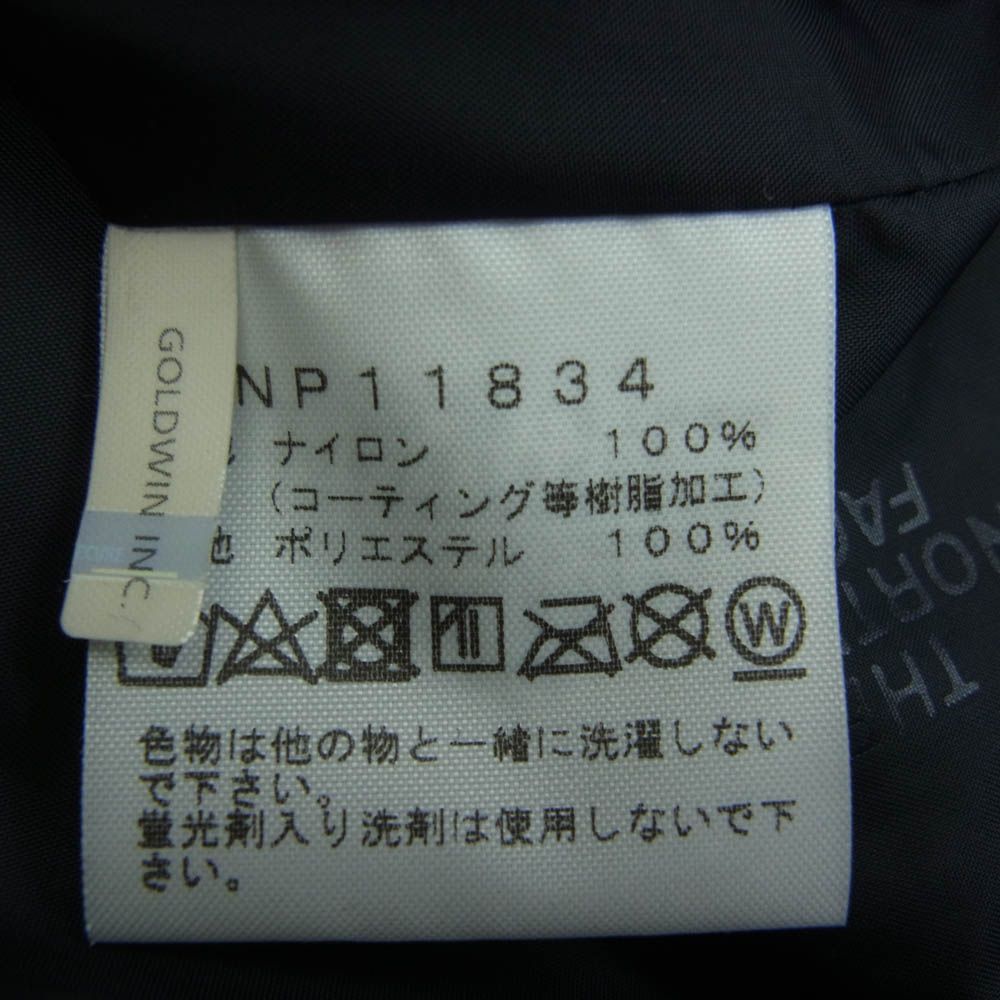 GOLDWIN INC.
NP11834
ナイロン 100%
(コーティング等樹脂加工)
地 ポリエステル 100%
W
色物は他の物と一緒に洗濯しない
で下さい。
蛍光剤入り洗剤は使用しないで下
さい。
NORTH
FA